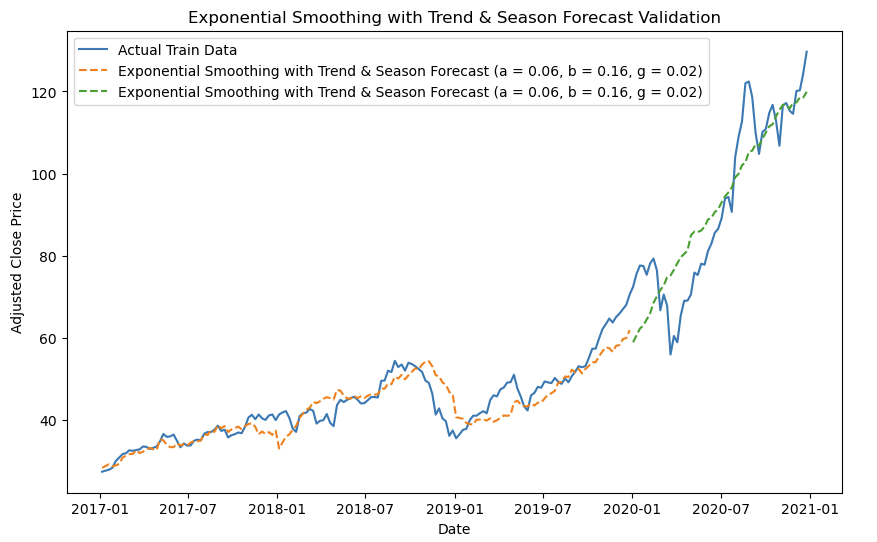 Exponential Smoothing with Trend & Season Forecast Validation
Actual Train Data
Exponential Smoothing with Trend & Season Forecast (a = 0.06, b = 0.16, g = 0.02)
Exponential Smoothing with Trend & Season Forecast (a = 0.06, b = 0.16, g = 0.02)
Adjusted Close Price
120
100
80
60
40
2017-01 2017-07 2018-01 2018-07 2019-01 2019-07 2020-01 2020-07 2021-01
Date